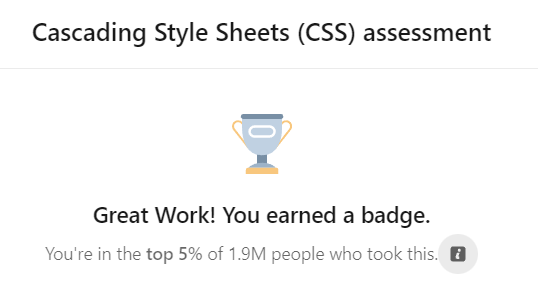 Cascading Style Sheets (CSS) assessment
Great Work! You earned a badge.
You're in the top 5% of 1.9M people who took this.